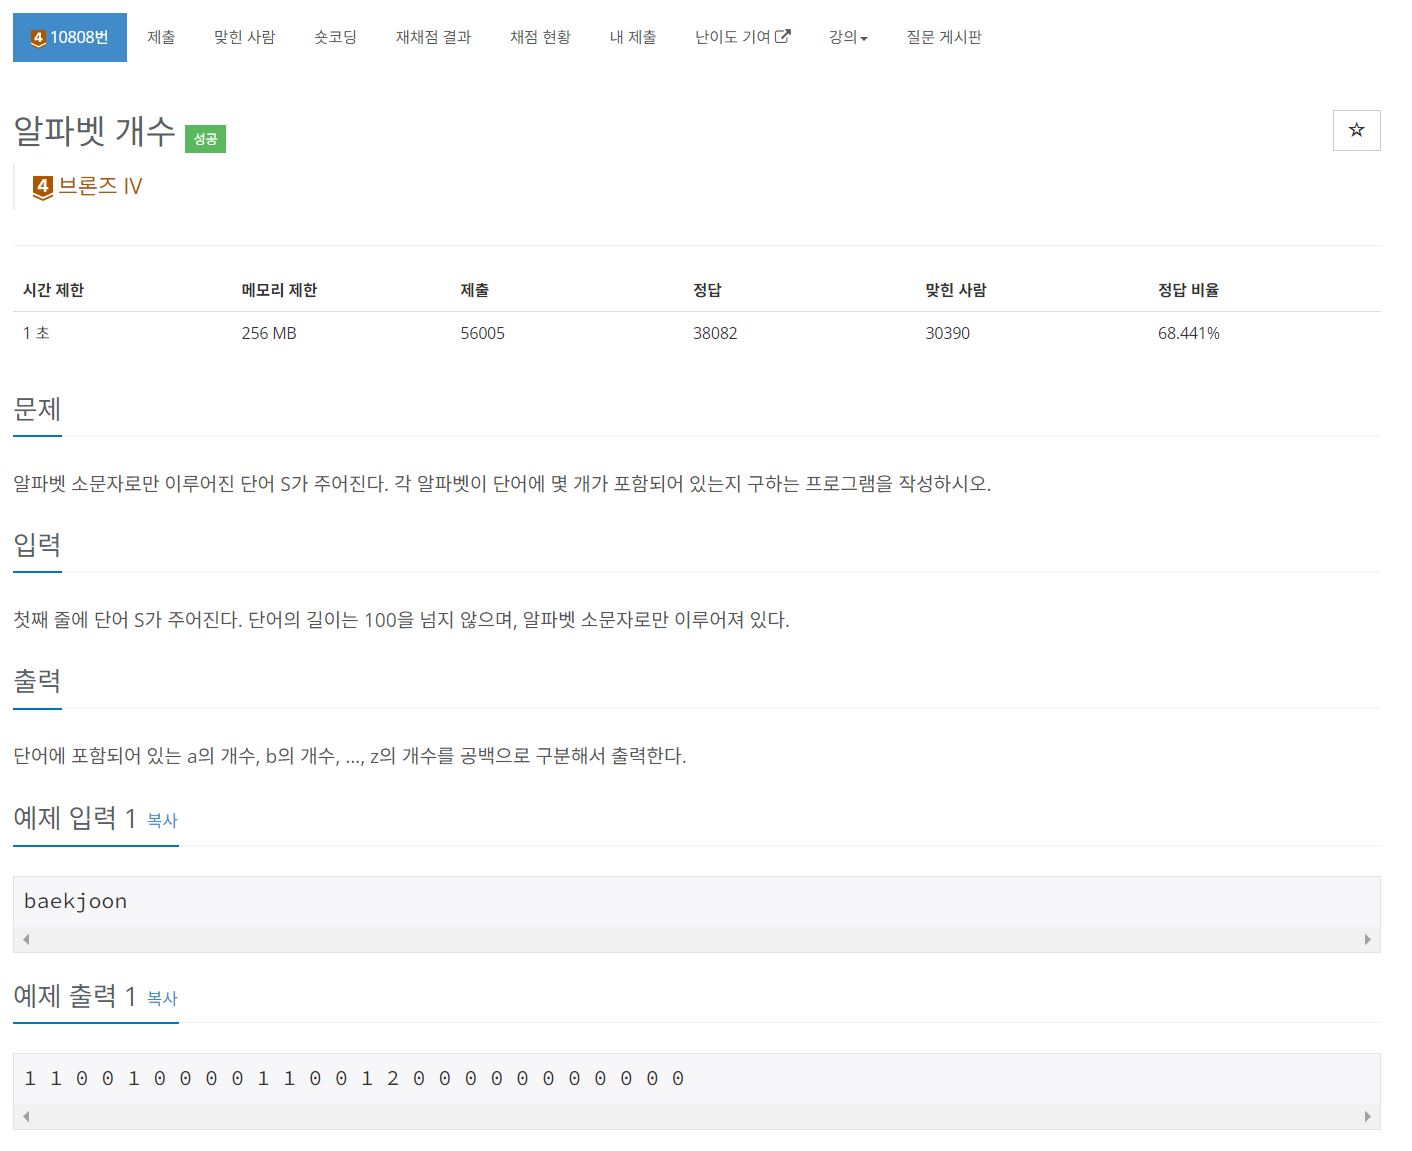 4 10808번 제출 맞힌 사람 숏코딩 재채점 결과 채점 현황 내 제출 난이도 기여 강의 질문 게시판
알파벳 개수 성공
4 브론즈 IV
시간 제한 메모리 제한 제출 정답 맞힌 사람 정답 비율
1 초 256 MB 56005 38082 30390 68.441%
문제
알파벳 소문자로만 이루어진 단어 S가 주어진다. 각 알파벳이 단어에 몇 개가 포함되어 있는지 구하는 프로그램을 작성하시오.
입력
첫째 줄에 단어 S가 주어진다. 단어의 길이는 100을 넘지 않으며, 알파벳 소문자로만 이루어져 있다.
출력
단어에 포함되어 있는 a의 개수, b의 개수, …, z의 개수를 공백으로 구분해서 출력한다.
예제 입력 1 복사
baekjoon
예제 출력 1 복사
1 1 0 0 1 0 0 0 0 1 1 0 0 1 2 0 0 0 0 0 0 0 0 0 0 0